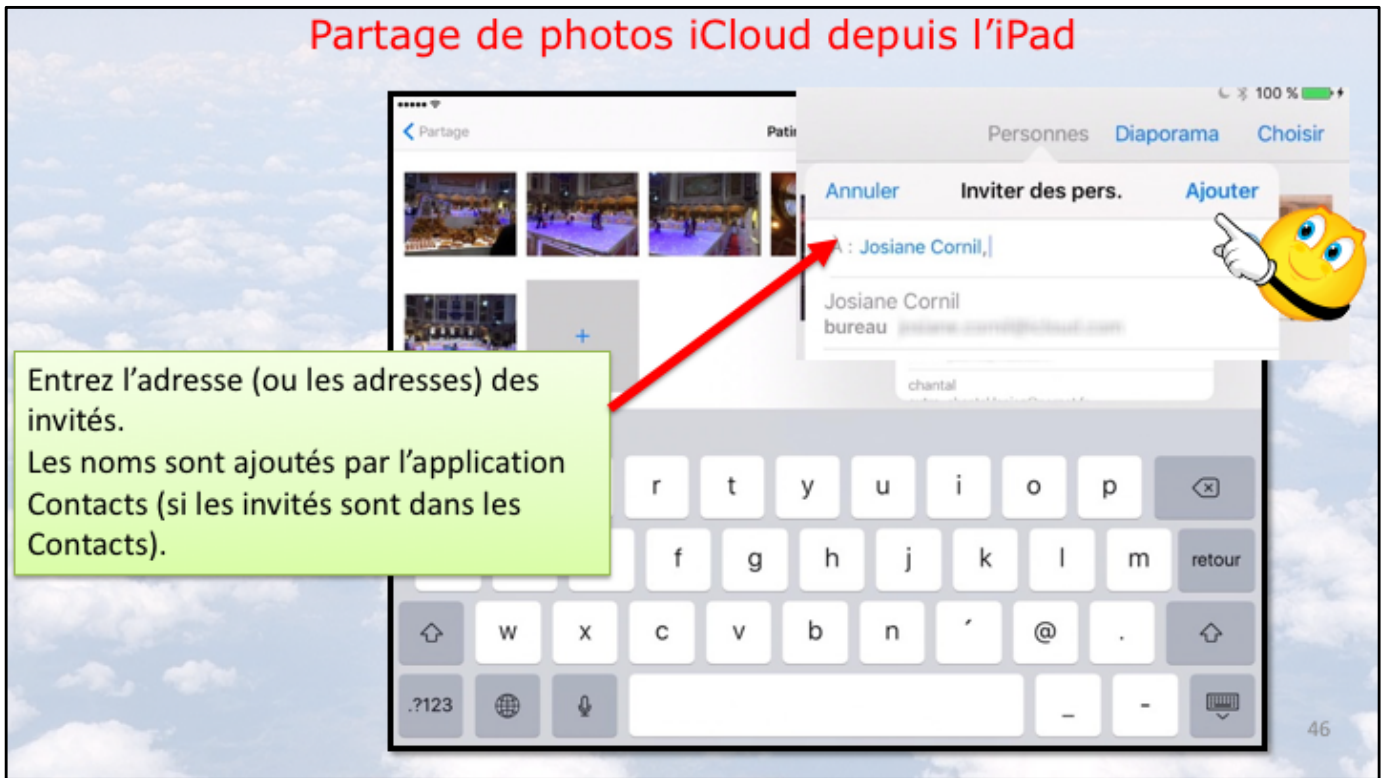 Partage de photos iCloud depuis l'iPad
100 %
Partage
Personnes Diaporama Choisir
Annuler Inviter des pers. Ajouter
À : Josiane Cornil,
Josiane Cornil
bureau
chantal
Entrez l'adresse (ou les adresses) des
invités.
Les noms sont ajoutés par l'application
Contacts (si les invités sont dans les
Contacts).
r t y u i o p
f g h j k l m retour
w x c v b n ´ @ .
.?123 _ -
46